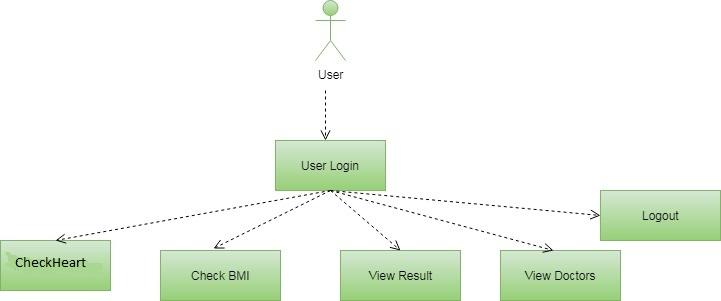 User
User Login
Logout
CheckHeart
Check BMI
View Result
View Doctors